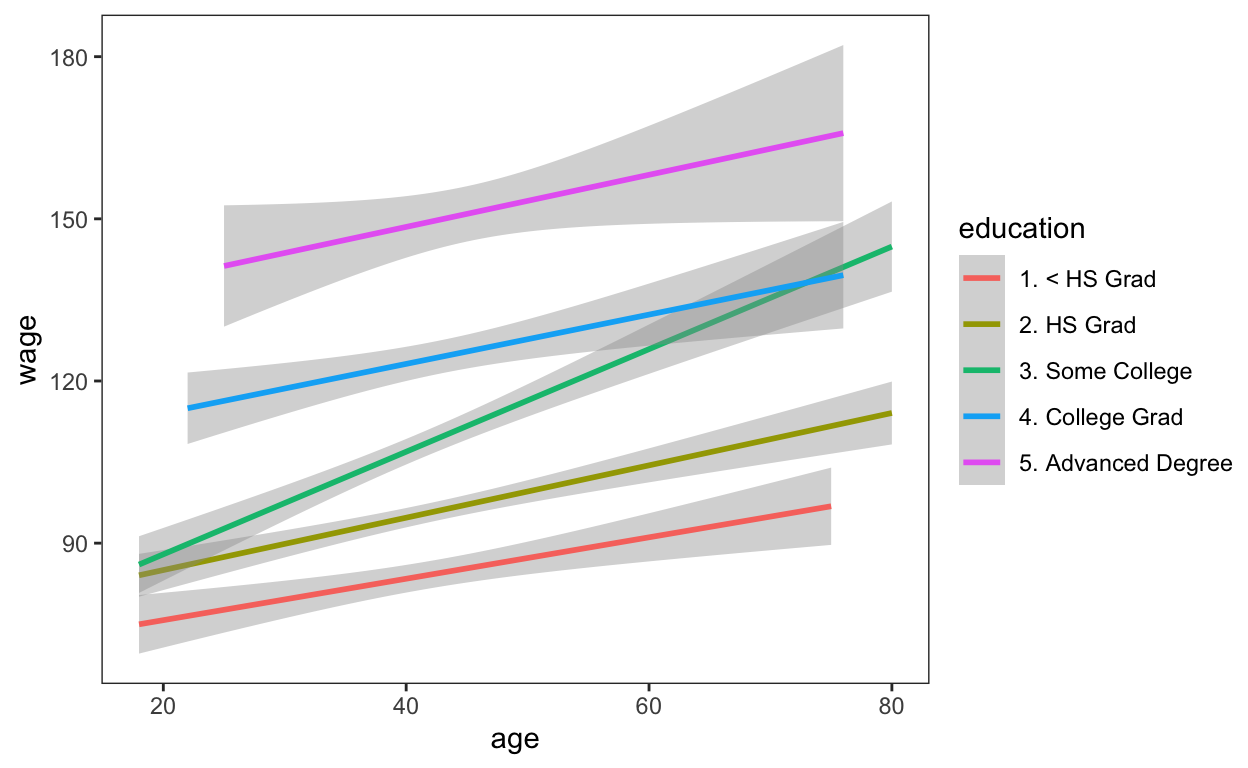 180
150
120
90
wage
20 40 60 80
age
education
1. < HS Grad
2. HS Grad
3. Some College
4. College Grad
5. Advanced Degree